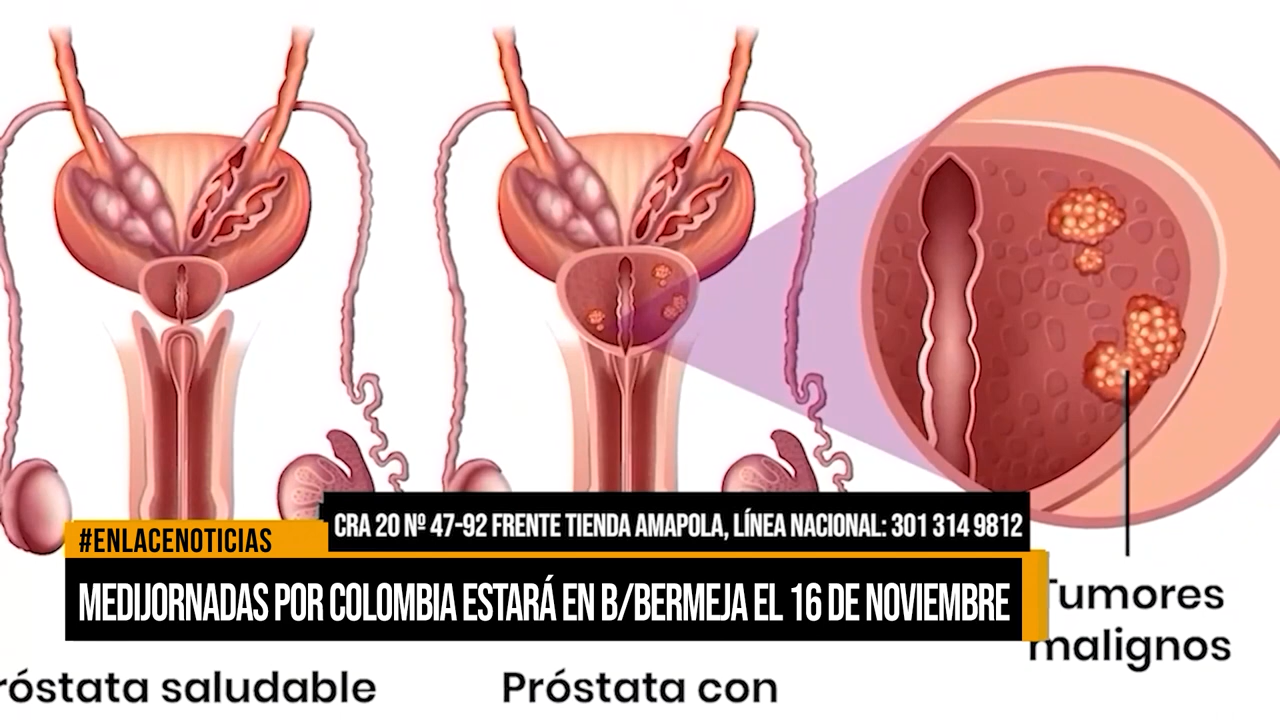 CRA 20 Nº 47-92 FRENTE TIENDA AMAPOLA, LÍNEA NACIONAL: 301 314 9812
#ENLACENOTICIAS
MEDIJORNADAS POR COLOMBIA ESTARÁ EN B/BERMEJA EL 16 DE NOVIEMBRE
Tumores
malignos
róstata saludable
Próstata con